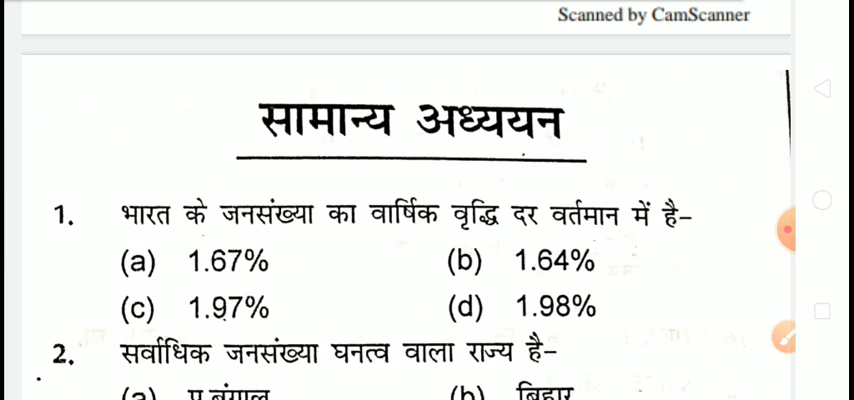 Scanned by CamScanner
सामान्य अध्ययन
1. भारत के जनसंख्या का वार्षिक वृद्धि दर वर्तमान में है–
(a) 1.67% (b) 1.64%
(c) 1.97% (d) 1.98%
2. सर्वाधिक जनसंख्या घनत्व वाला राज्य है–
(a) प.बंगाल (b) बिहार